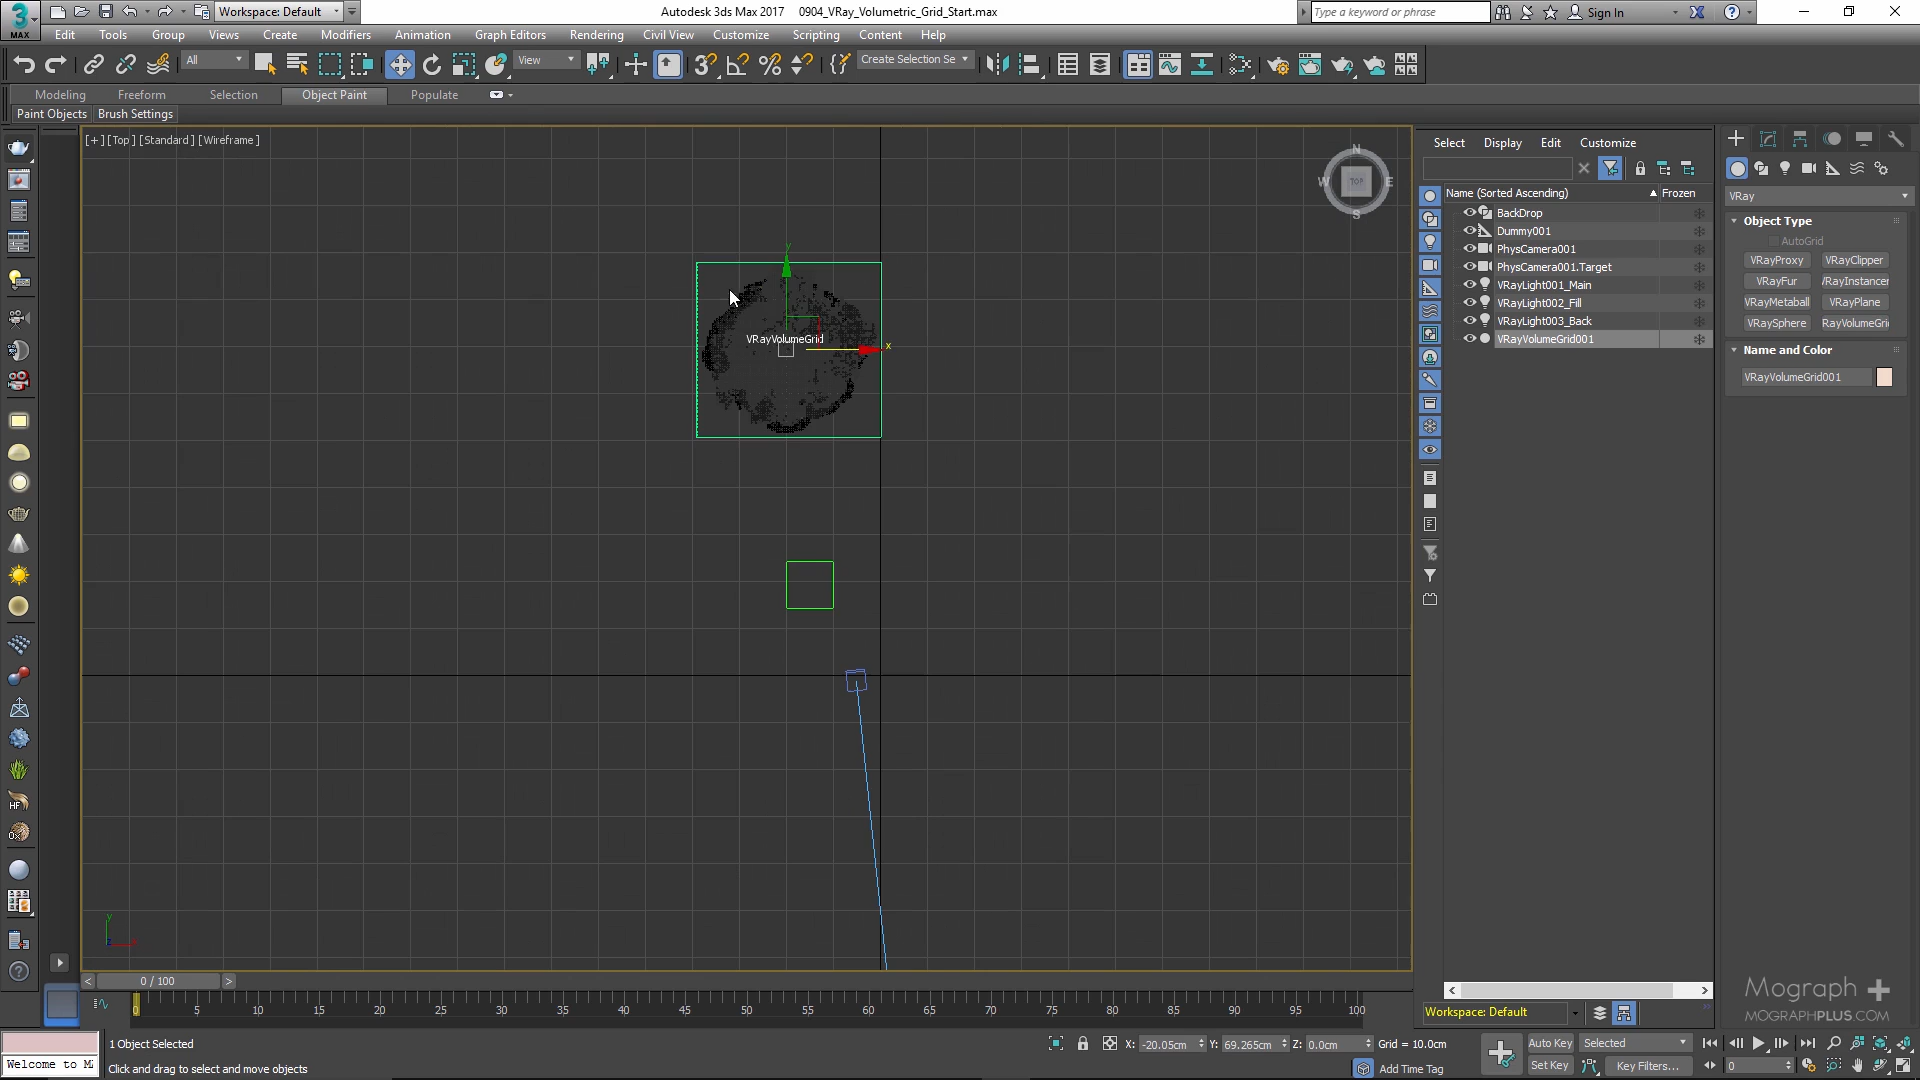 Workspace: Default
Autodesk 3ds Max 2017 0904_VRay_Volumetric_Grid_Start.max
Type a keyword or phrase
Sign In
MAX
Edit Tools Group Views Create Modifiers Animation Graph Editors Rendering Civil View Customize Scripting Content Help
All
View
Create Selection Se
Modeling Freeform Selection Object Paint Populate
Paint Objects Brush Settings
[+] [Top] [Standard] [Wireframe]
N
W TOP E
S
y
VRayVolumeGrid
x
Select Display Edit Customize
Name (Sorted Ascending) Frozen
BackDrop
Dummy001
PhysCamera001
PhysCamera001.Target
VRayLight001_Main
VRayLight002_Fill
VRayLight003_Back
VRayVolumeGrid001
VRay
Object Type
AutoGrid
VRayProxy VRayClipper
VRayFur /RayInstancer
VRayMetaball VRayPlane
VRaySphere RayVolumeGri
Name and Color
VRayVolumeGrid001
HF
y
0 / 100
0 5 10 15 20 25 30 35 40 45 50 55 60 65 70 75 80 85 90 95 100
Workspace: Default
Mograph +
MOGRAPHPLUS.COM
1 Object Selected
X: -20.05cm Y: 69.265cm Z: 0.0cm Grid = 10.0cm
Auto Key Selected
Welcome to M
Click and drag to select and move objects
Add Time Tag
Set Key Key Filters...
0